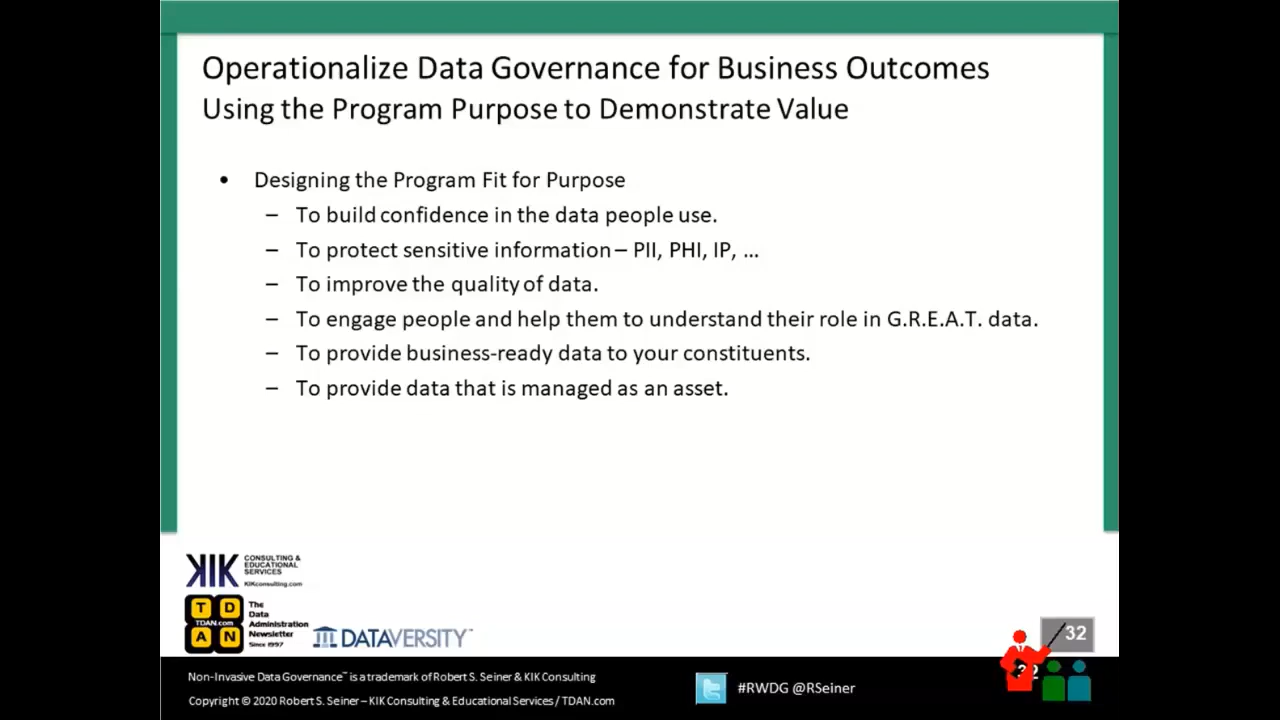 Operationalize Data Governance for Business Outcomes
Using the Program Purpose to Demonstrate Value
• Designing the Program Fit for Purpose
– To build confidence in the data people use.
– To protect sensitive information – PII, PHI, IP, ...
– To improve the quality of data.
– To engage people and help them to understand their role in G.R.E.A.T. data.
– To provide business-ready data to your constituents.
– To provide data that is managed as an asset.
KIK
CONSULTING &
EDUCATIONAL
SERVICES
KIKconsulting.com
T D
TDAN.com
A N
The
Data
Administration
Newsletter
Since 1997
DATAVERSITY™
32
32
Non-Invasive Data Governance™ is a trademark of Robert S. Seiner & KIK Consulting
Copyright © 2020 Robert S. Seiner – KIK Consulting & Educational Services / TDAN.com
#RWDG @RSeiner